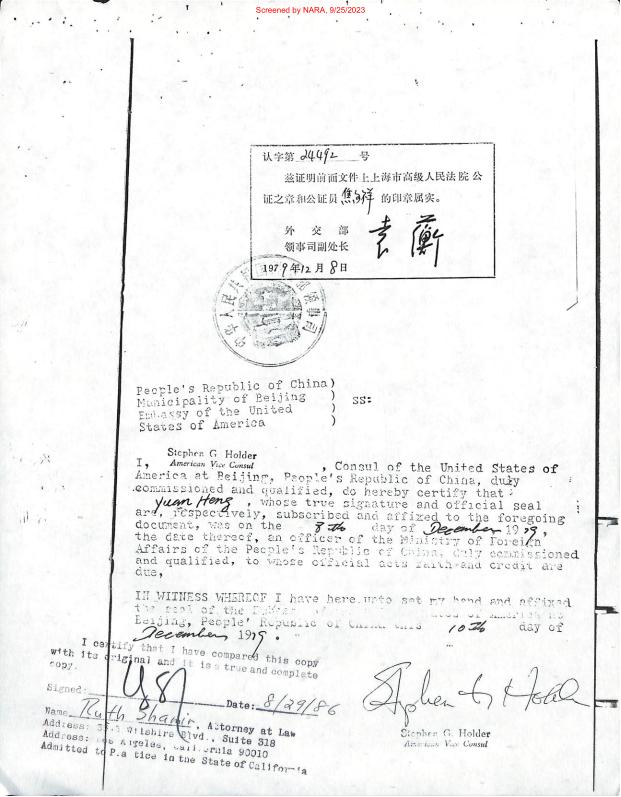 Screened by NARA, 9/25/2023
认字第 24492 号
兹证明前面文件上上海市高级人民法院公
证之章和公证员 祥 的印章属实。
外交部
领事司副处长 袁蘅
1979年12月8日
中华人民共 领事司
People's Republic of China)
Municipality of Beijing )
Embassy of the United ) SS:
States of America )
Stephen G. Holder
I, American Vice Consul , Consul of the United States of
America at Beijing, People's Republic of China, duly
commissioned and qualified, do hereby certify that
Yuan Heng , whose true signature and official seal
are, respectively, subscribed and affixed to the foregoing
document, was on the 8th day of December 1979,
the date thereof, an officer of the Ministry of Foreign
Affairs of the People's Republic of China, duly commissioned
and qualified, to whose official acts faith and credit are
due,
IN WITNESS WHEREOF I have hereunto set my hand and affixed
the seal of the of America at
Beijing, People' Republic of China this 10th day of
December 1979.
I certify that I have compared this copy
with its original and it is a true and complete
copy.
Signed: Date: 8/29/86
Name Ruth Shamir, Attorney at Law
Address: Wilshire Blvd., Suite 318
Address: Los Angeles, California 90010
Admitted to Practice in the State of California
Stephen G Holder
Stephen G. Holder
American Vice Consul